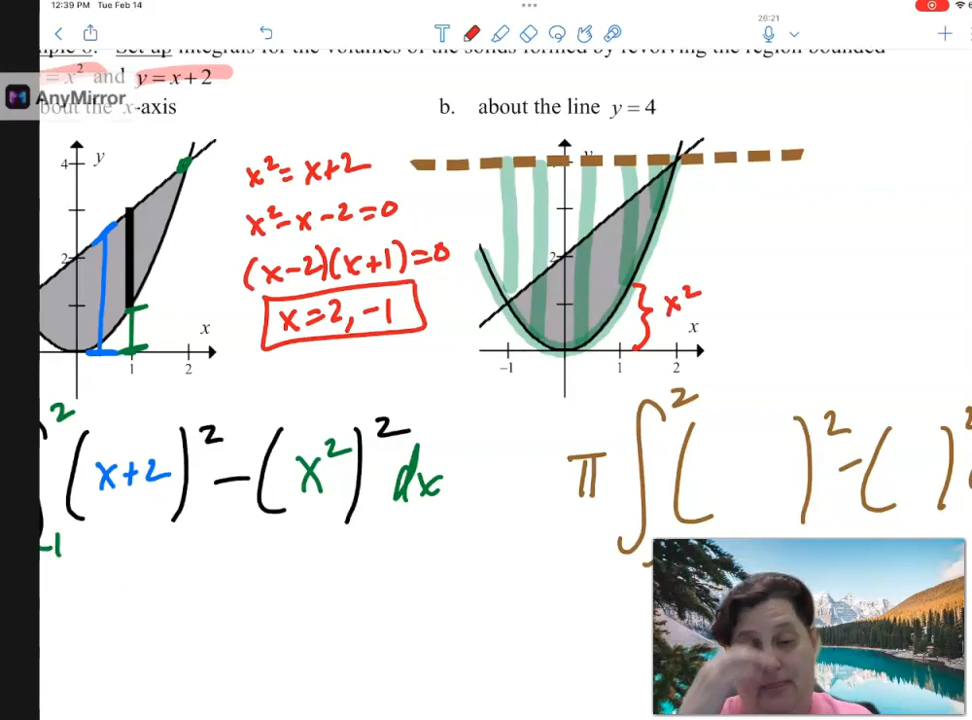 12:39 PM Tue Feb 14
26:21
Set up integrals for the volumes of the solids formed by revolving the region bounded
= x² and y = x + 2
AnyMirror
bout the x-axis
b. about the line y = 4
4
y
2
x
1
2
x² = x+2
x² - x - 2 = 0
(x-2)(x+1) = 0
x = 2, -1
2
x²
x
-1
1
2
2
-1
(x+2)² - (x²)² dx
π ∫ 2 ( )² - ( )²